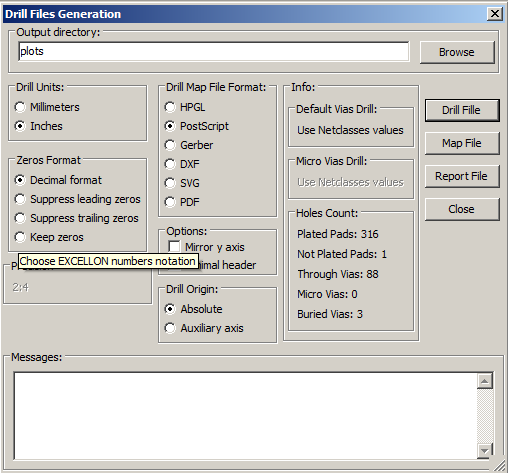 Drill Files Generation
Output directory:
plots
Browse
Drill Units:
Millimeters
Inches
Zeros Format
Decimal format
Suppress leading zeros
Suppress trailing zeros
Keep zeros
Choose EXCELLON numbers notation
2:4
Drill Map File Format:
HPGL
PostScript
Gerber
DXF
SVG
PDF
Options:
Mirror y axis
header
Drill Origin:
Absolute
Auxiliary axis
Info:
Default Vias Drill:
Use Netclasses values
Micro Vias Drill:
Use Netclasses values
Holes Count:
Plated Pads: 316
Not Plated Pads: 1
Through Vias: 88
Micro Vias: 0
Buried Vias: 3
Drill Fille
Map File
Report File
Close
Messages: